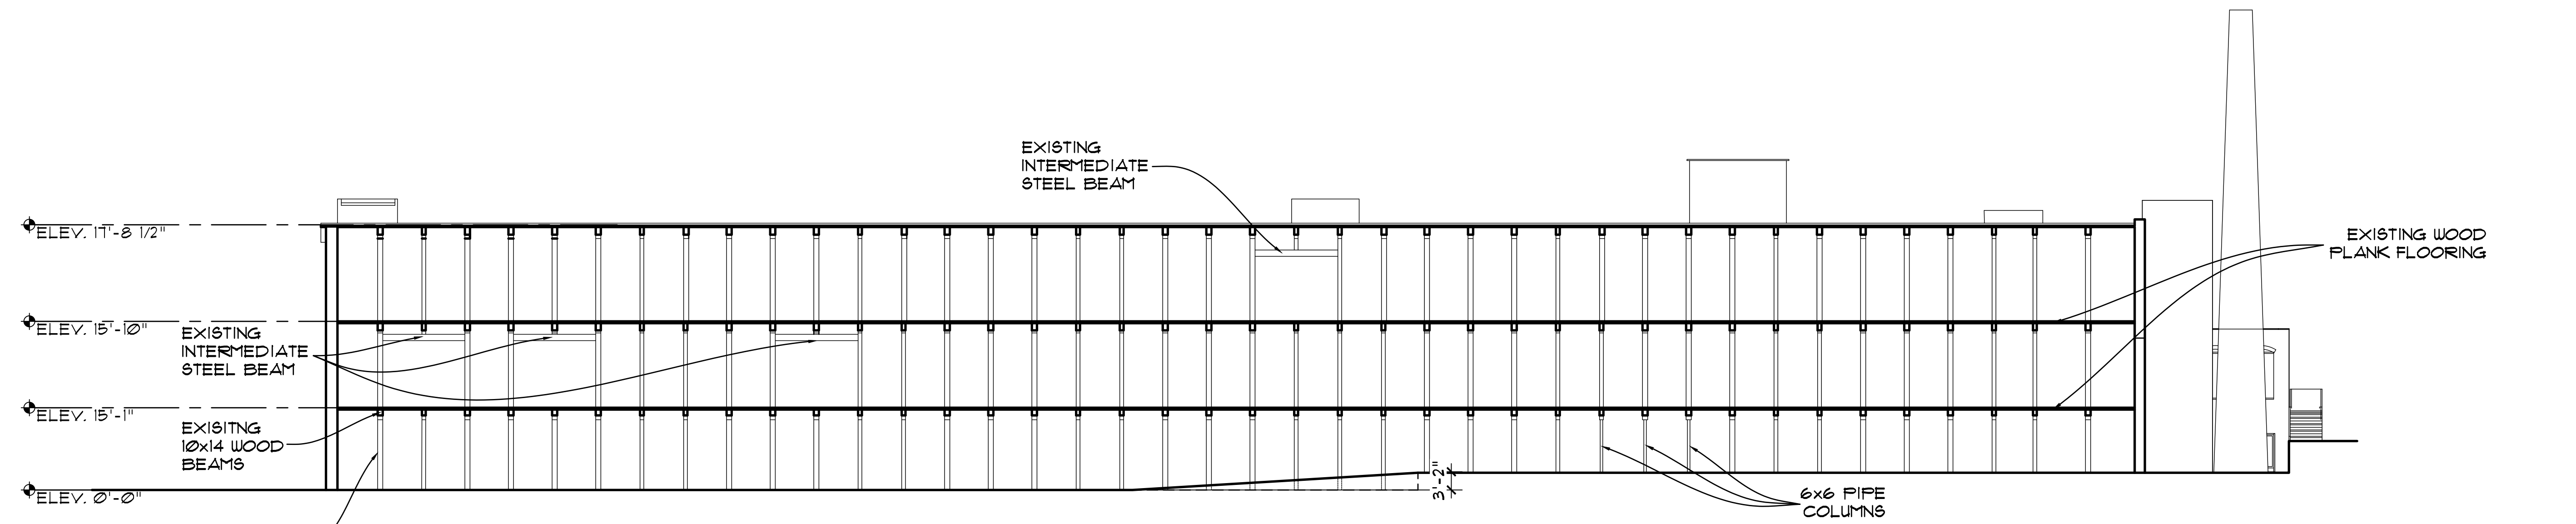 EXISTING
INTERMEDIATE
STEEL BEAM
ELEV. 17'-8 1/2"
EXISTING WOOD
PLANK FLOORING
ELEV. 15'-10"
EXISTING
INTERMEDIATE
STEEL BEAM
ELEV. 15'-1"
EXISITNG
10x14 WOOD
BEAMS
ELEV. 0'-0"
3'-2"
6x6 PIPE
COLUMNS